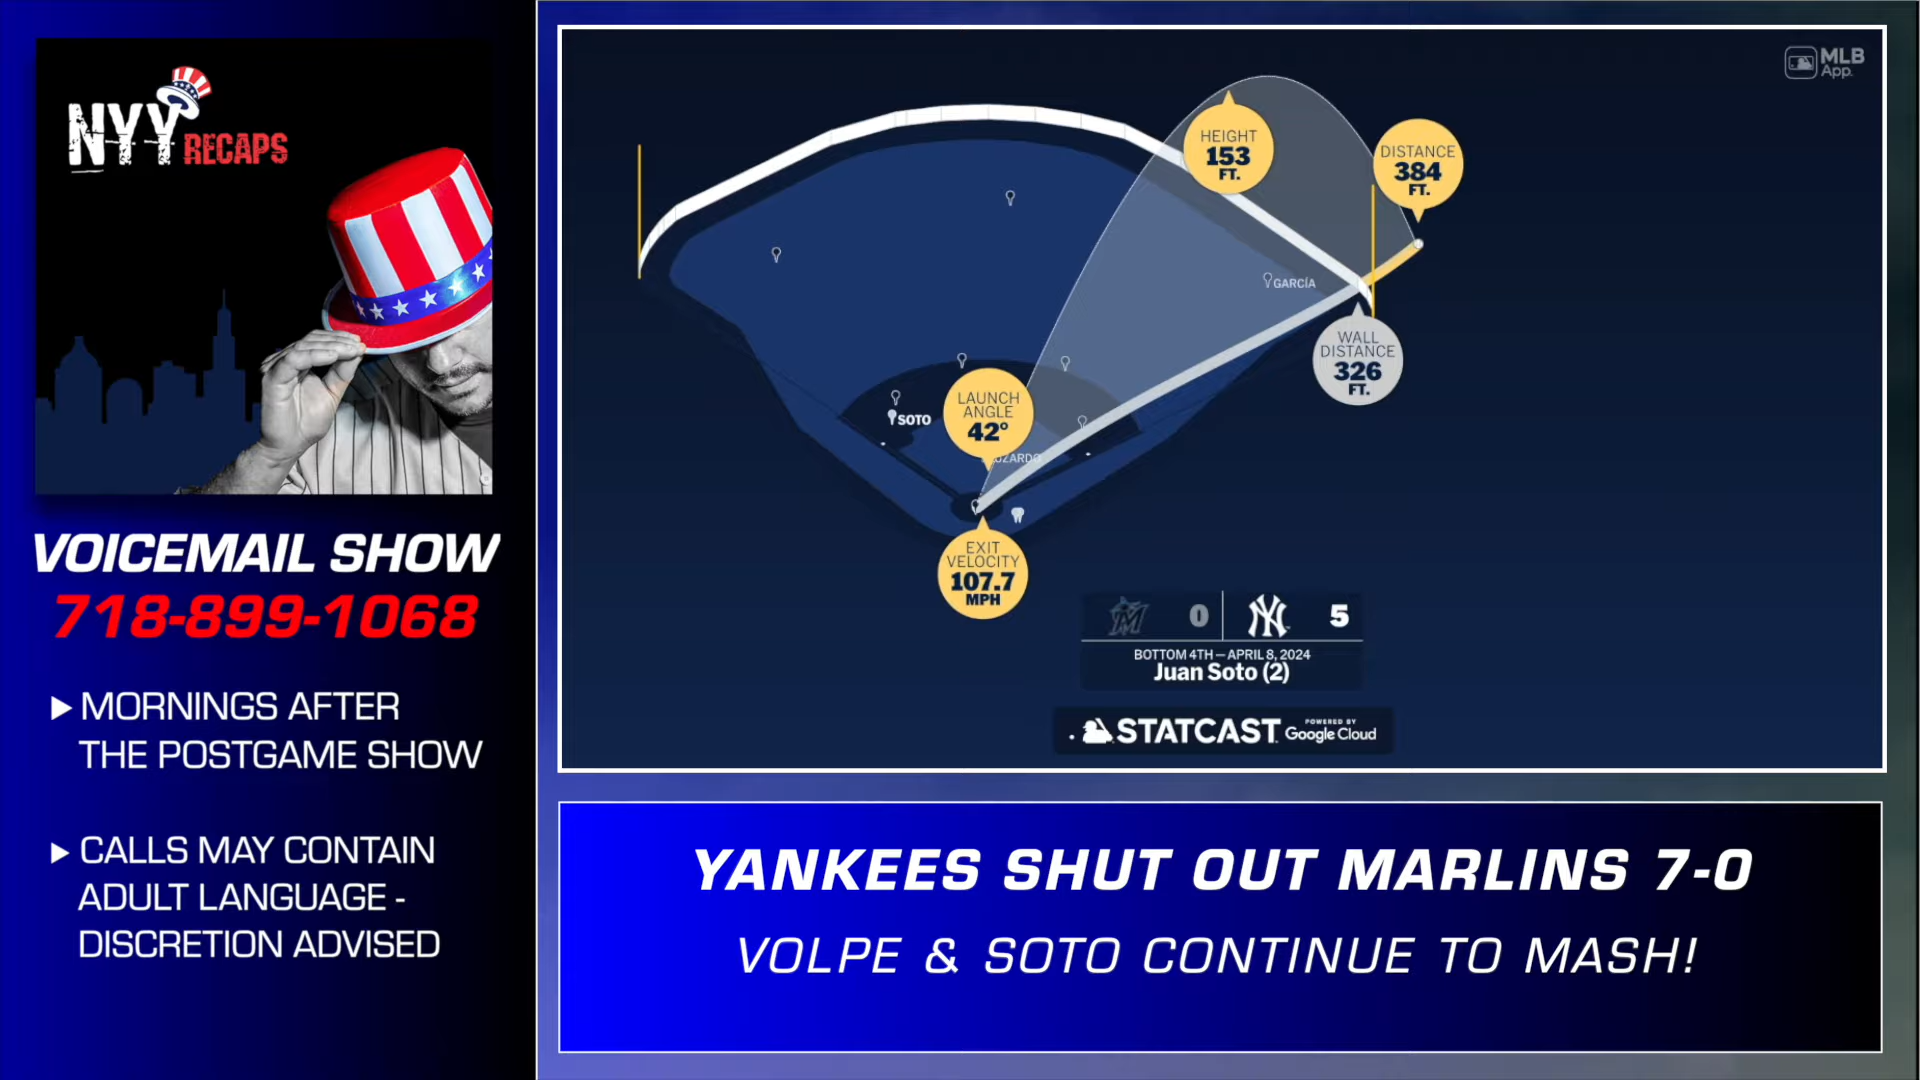 NYY RECAPS
VOICEMAIL SHOW
718-899-1068
MORNINGS AFTER
THE POSTGAME SHOW
CALLS MAY CONTAIN
ADULT LANGUAGE -
DISCRETION ADVISED
MLB
App.
HEIGHT
153
FT.
DISTANCE
384
FT.
GARCÍA
WALL
DISTANCE
326
FT.
SOTO
LAUNCH
ANGLE
42°
UZARDO
EXIT
VELOCITY
107.7
MPH
M 0 NY 5
BOTTOM 4TH — APRIL 8, 2024
Juan Soto (2)
STATCAST POWERED BY
Google Cloud
YANKEES SHUT OUT MARLINS 7-0
VOLPE & SOTO CONTINUE TO MASH!